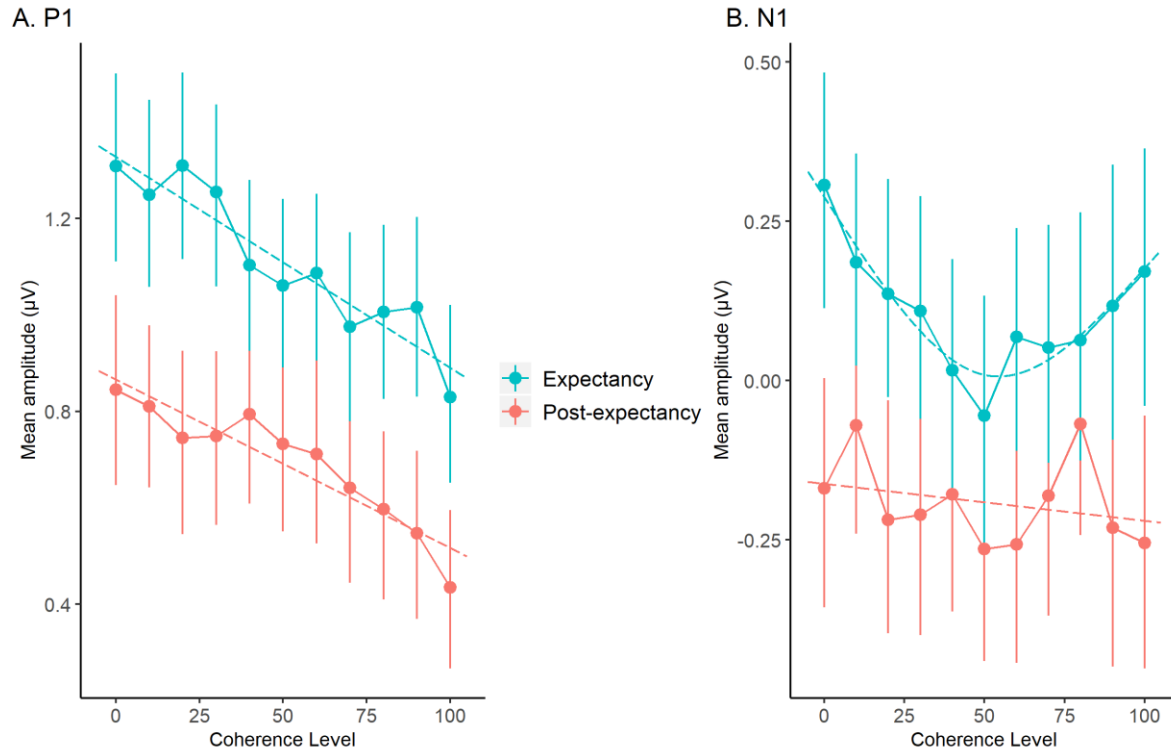 A. P1
Mean amplitude (µV)
1.2
0.8
0.4
0
25
50
75
100
Coherence Level
Expectancy
Post-expectancy
B. N1
Mean amplitude (µV)
0.50
0.25
0.00
-0.25
0
25
50
75
100
Coherence Level